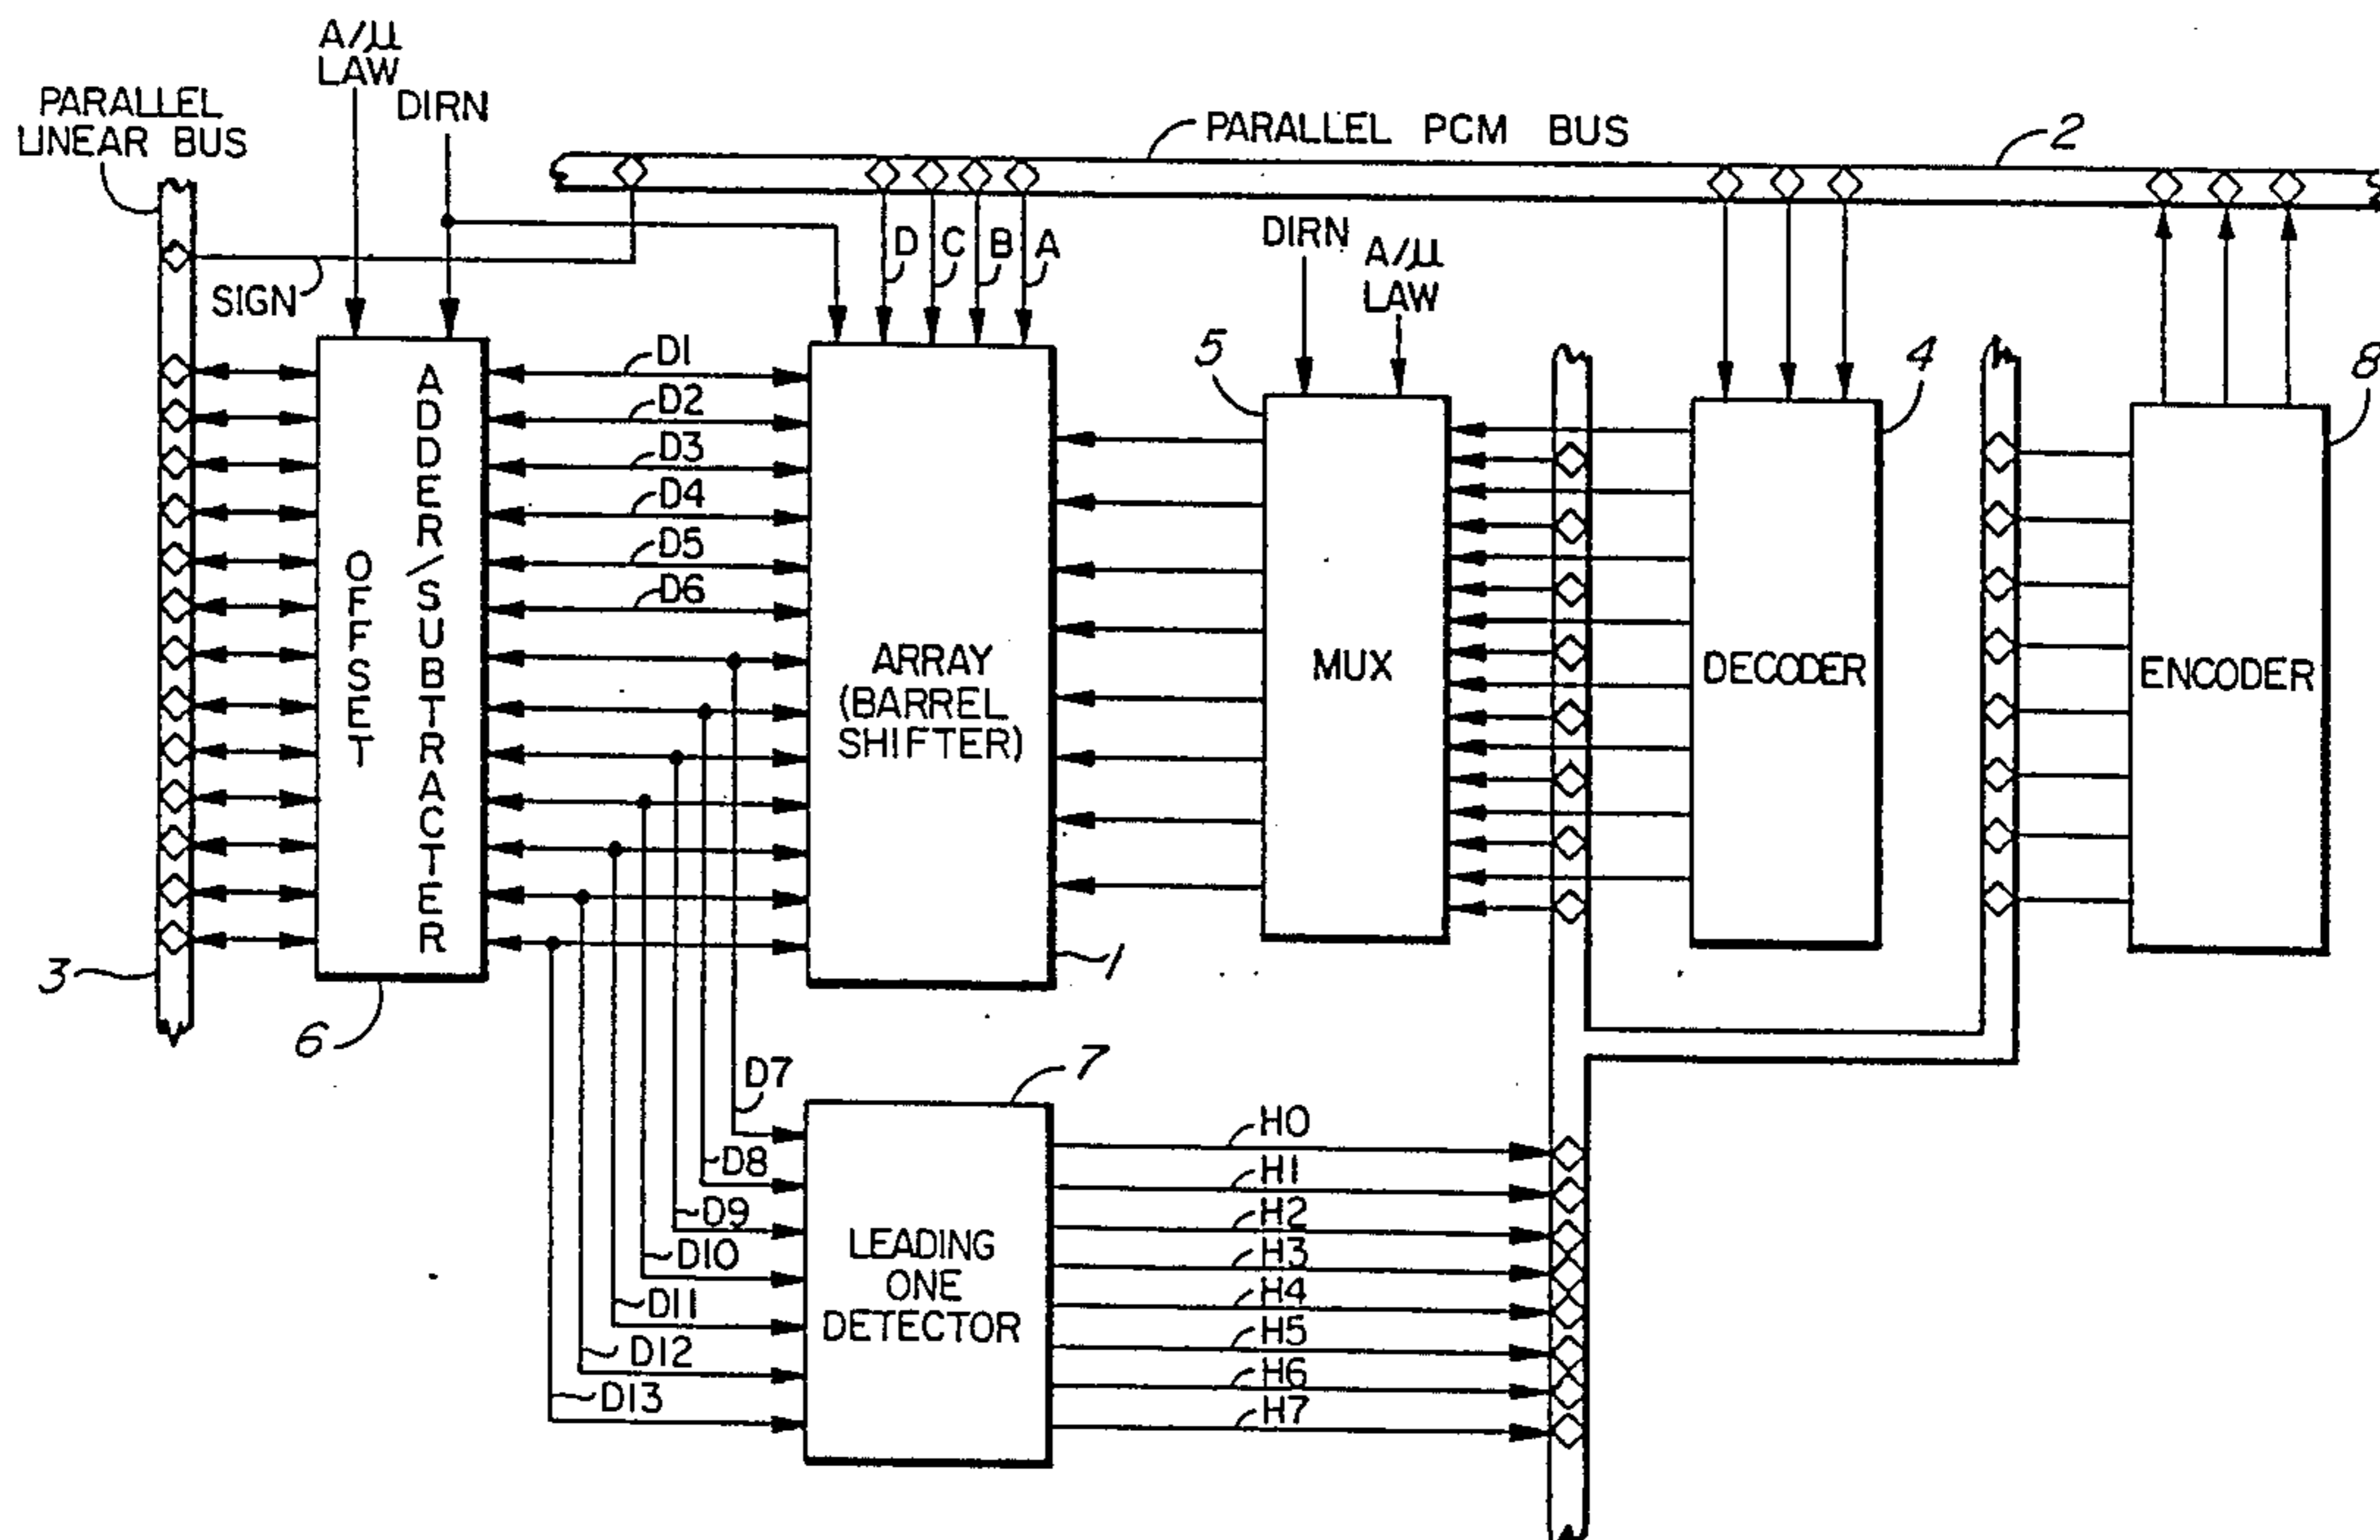 A/μ
LAW
PARALLEL
LINEAR BUS
DIRN
PARALLEL PCM BUS
2
SIGN
D
C
B
A
DIRN
A/μ
LAW
D1
D2
D3
D4
D5
D6
5
4
8
OFFSET
ADDER/SUBTRACTER
ARRAY
(BARREL
SHIFTER)
MUX
DECODER
ENCODER
3
6
1
D7
D8
D9
D10
D11
D12
D13
7
LEADING
ONE
DETECTOR
H0
H1
H2
H3
H4
H5
H6
H7